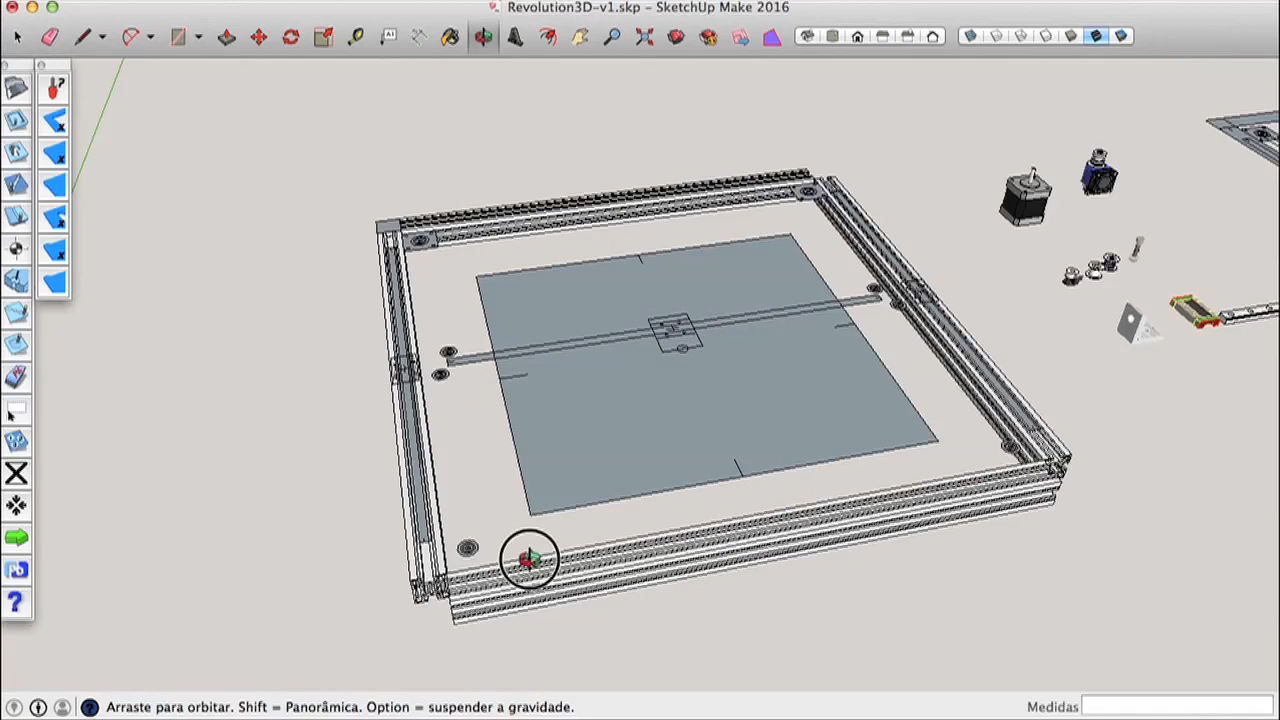 Revolution3D-v1.skp - SketchUp Make 2016
Arraste para orbitar. Shift = Panorâmica. Option = suspender a gravidade.
Medidas